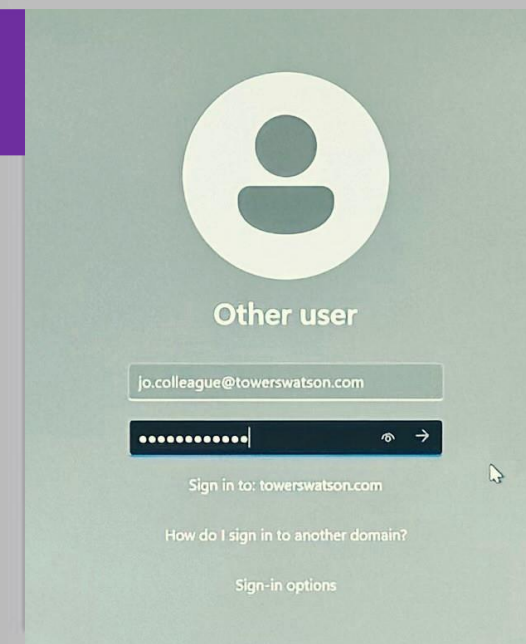 Other user
jo.colleague@towerswatson.com
Sign in to: towerswatson.com
How do I sign in to another domain?
Sign-in options